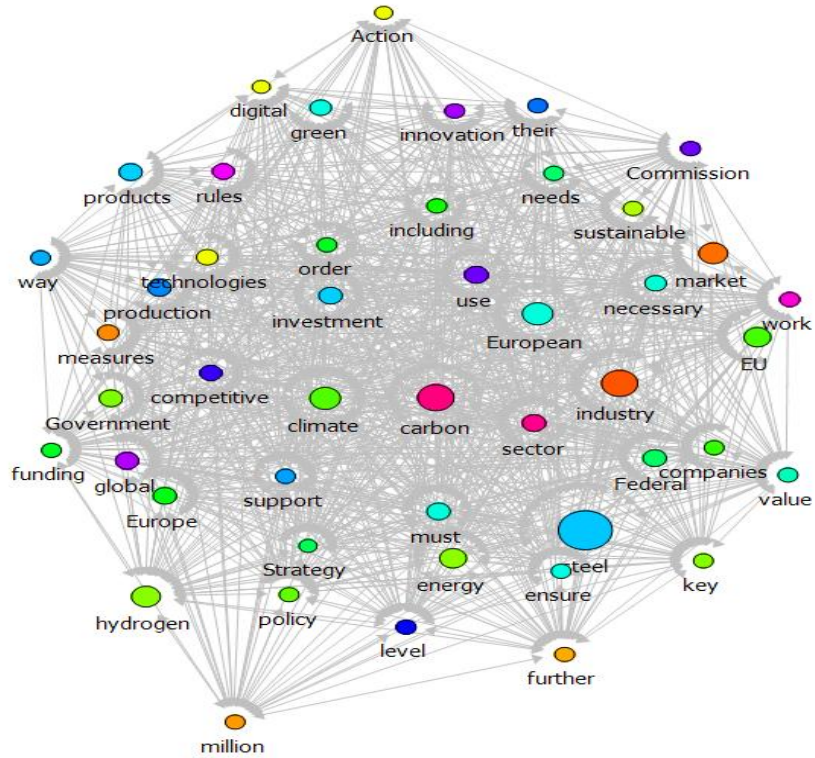 Action
digital
green
innovation
their
Commission
products
rules
needs
including
sustainable
way
technologies
order
market
production
investment
use
necessary
European
work
measures
EU
competitive
Government
climate
carbon
industry
sector
funding
global
support
Federal
companies
value
Europe
must
steel
Strategy
energy
ensure
key
hydrogen
policy
level
further
million